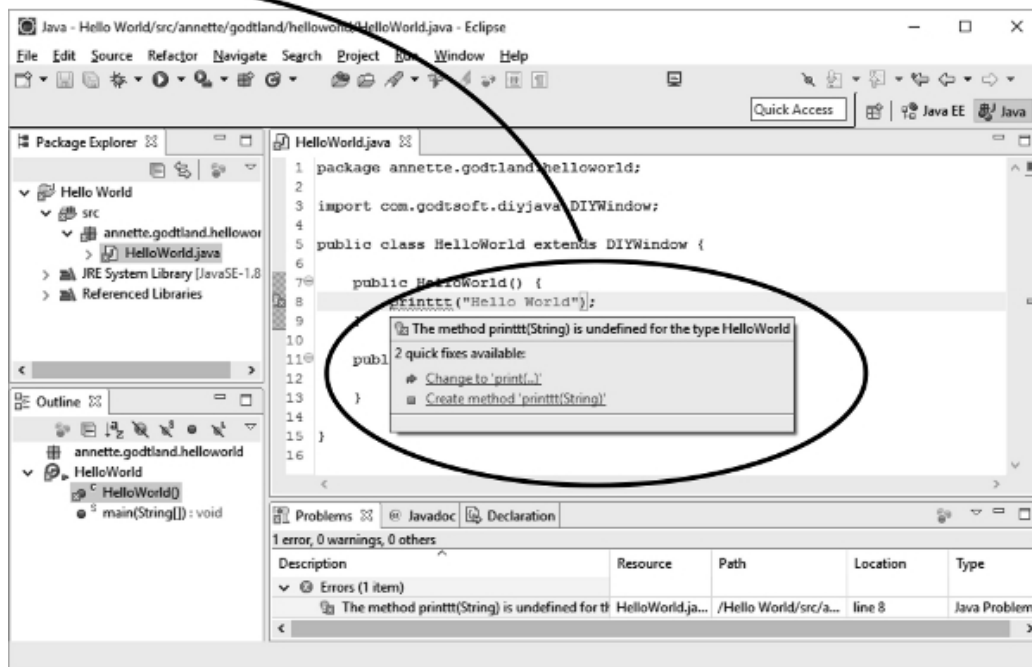 Java - Hello World/src/annette/godtland/helloworld/HelloWorld.java - Eclipse
File Edit Source Refactor Navigate Search Project Run Window Help
Quick Access Java EE Java
Package Explorer
Hello World
src
annette.godtland.hellowor
HelloWorld.java
JRE System Library [JavaSE-1.8
Referenced Libraries
Outline
annette.godtland.helloworld
HelloWorld
HelloWorld()
main(String[]) : void
HelloWorld.java
1 package annette.godtland.helloworld;
2
3 import com.godtsoft.diyjava.DIYWindow;
4
5 public class HelloWorld extends DIYWindow {
6
7 public HelloWorld() {
8 printtt("Hello World");
9
10
11 publ
12
13 }
14
15 }
16
The method printtt(String) is undefined for the type HelloWorld
2 quick fixes available:
Change to 'print(..)'
Create method 'printtt(String)'
Problems Javadoc Declaration
1 error, 0 warnings, 0 others
Description Resource Path Location Type
Errors (1 item)
The method printtt(String) is undefined for th HelloWorld.ja... /Hello World/src/a... line 8 Java Problem